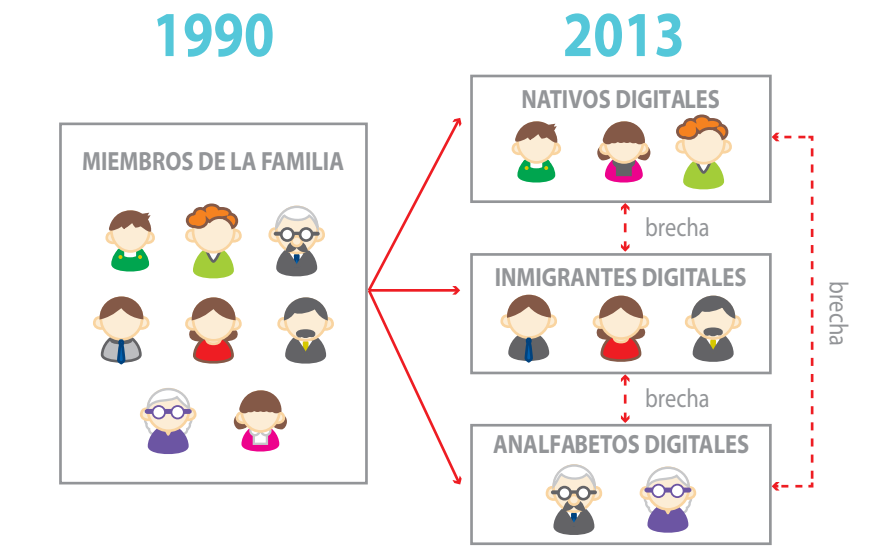 1990
2013
MIEMBROS DE LA FAMILIA
NATIVOS DIGITALES
brecha
INMIGRANTES DIGITALES
brecha
ANALFABETOS DIGITALES
brecha